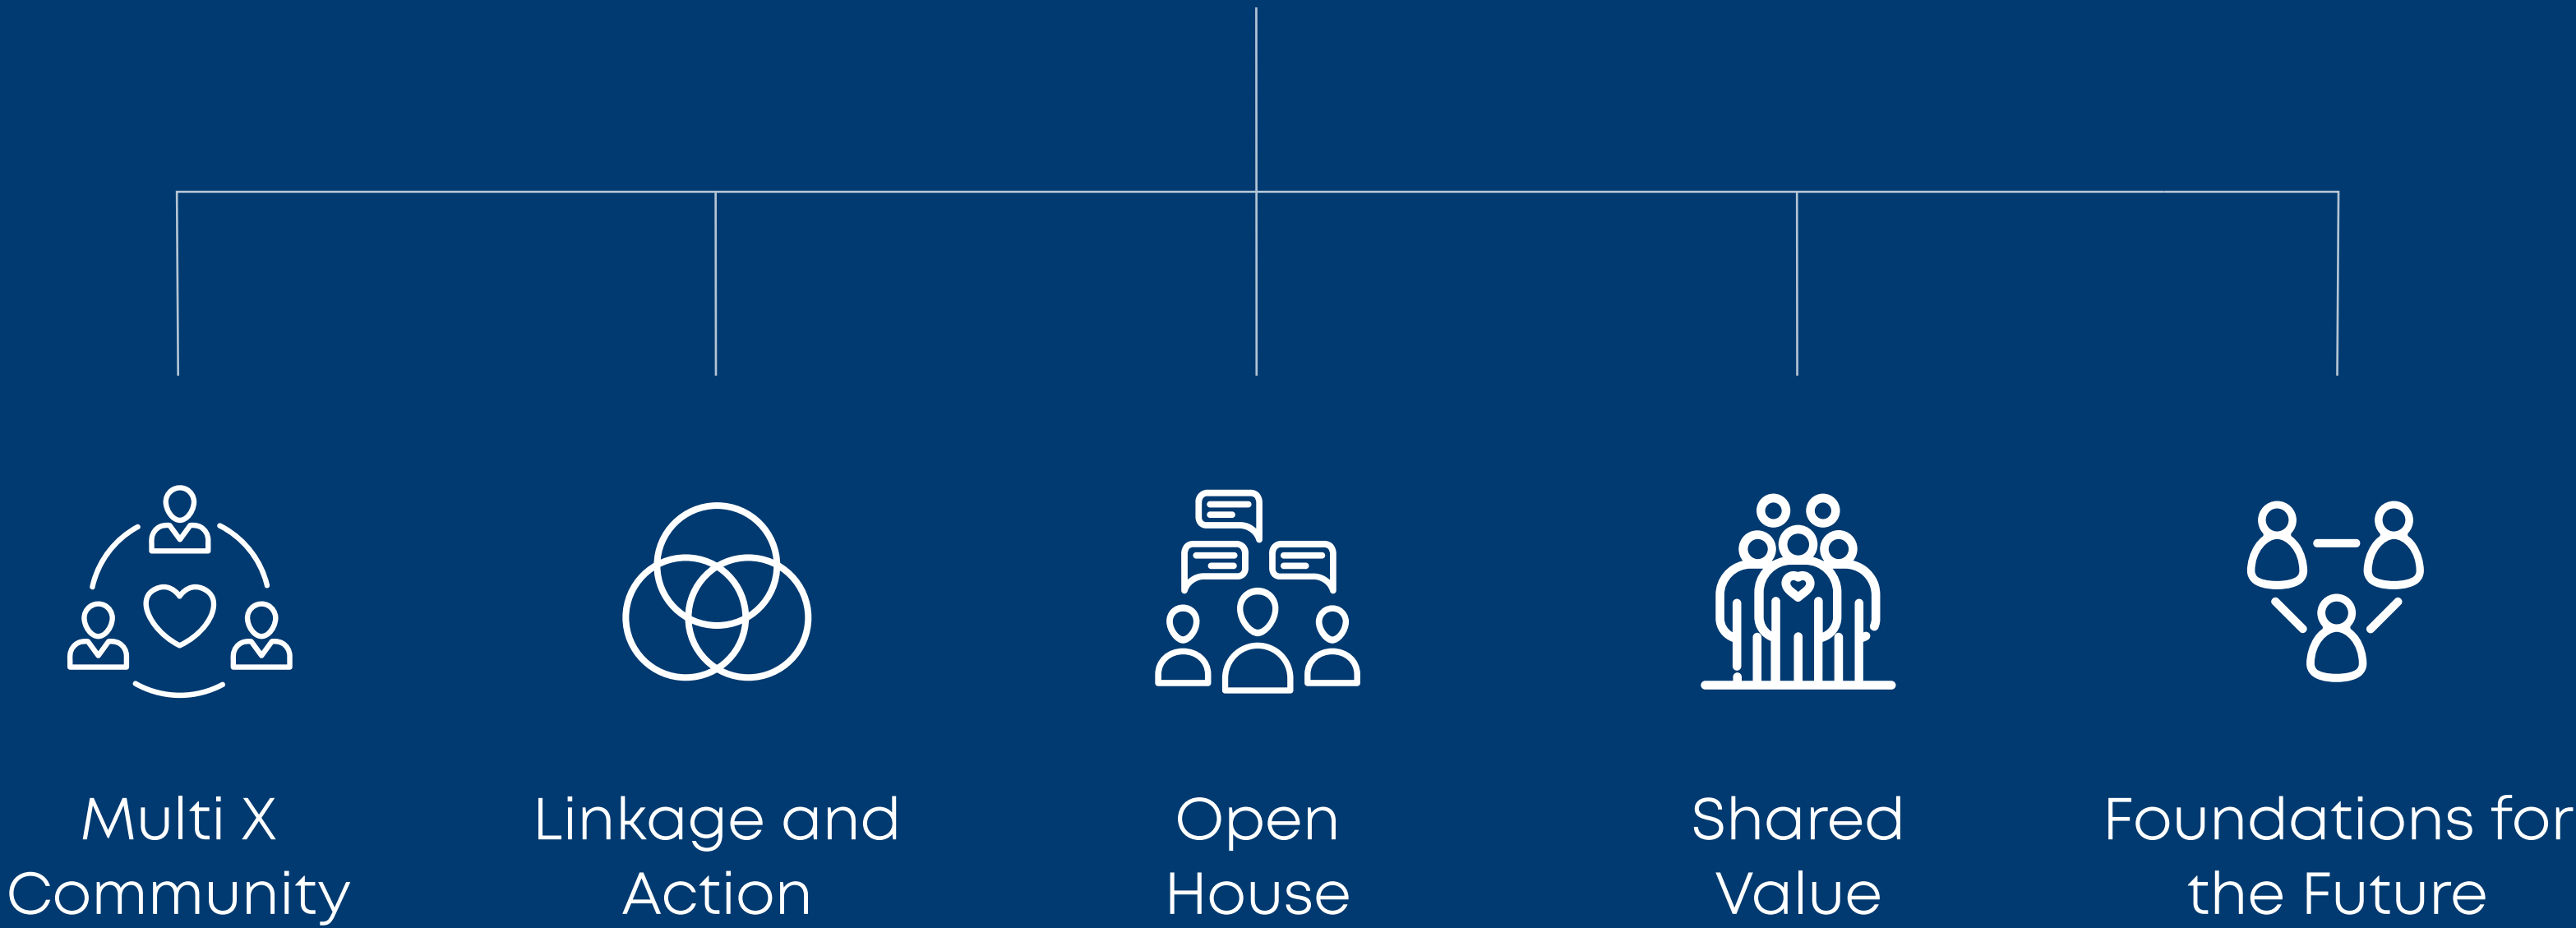 Multi X
Community
Linkage and
Action
Open
House
Shared
Value
Foundations for
the Future